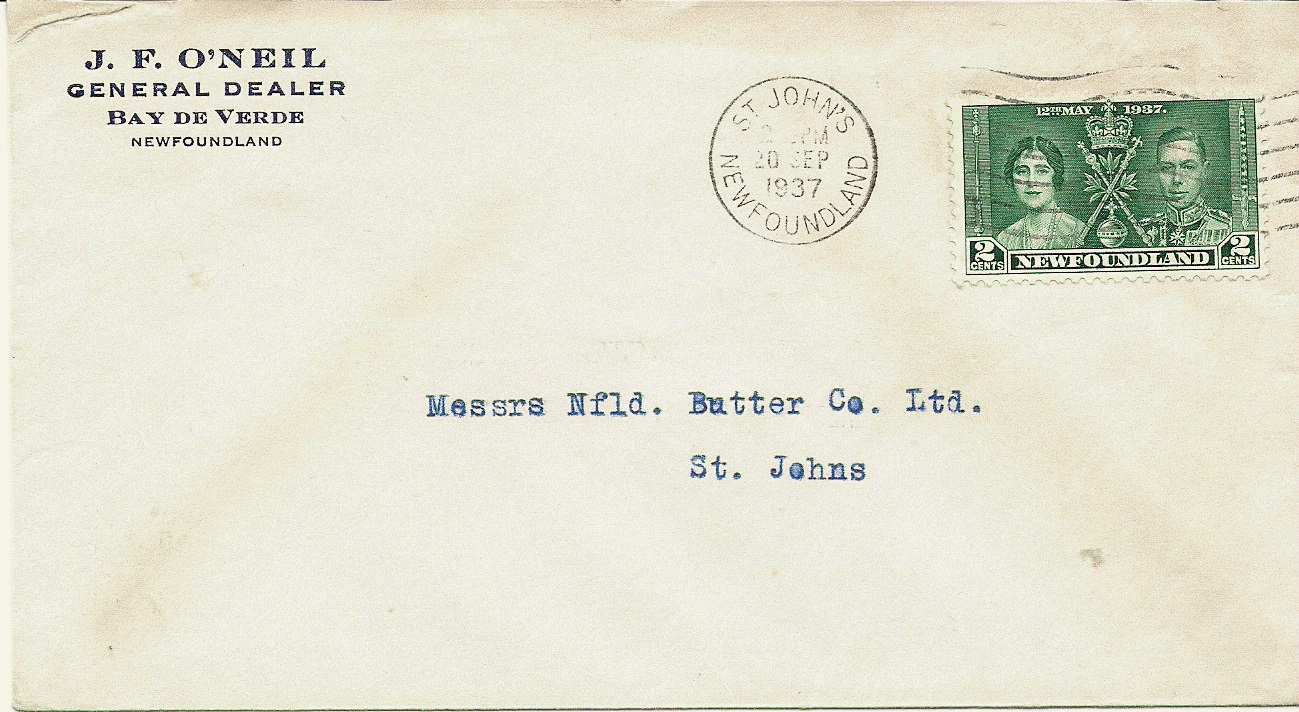 J. F. O'NEIL
GENERAL DEALER
BAY DE VERDE
NEWFOUNDLAND
ST. JOHN'S
PM
20 SEP
1937
NEWFOUNDLAND
12TH MAY 1937.
2 CENTS NEWFOUNDLAND 2 CENTS
Messrs Nfld. Butter Co. Ltd.
St. Johns